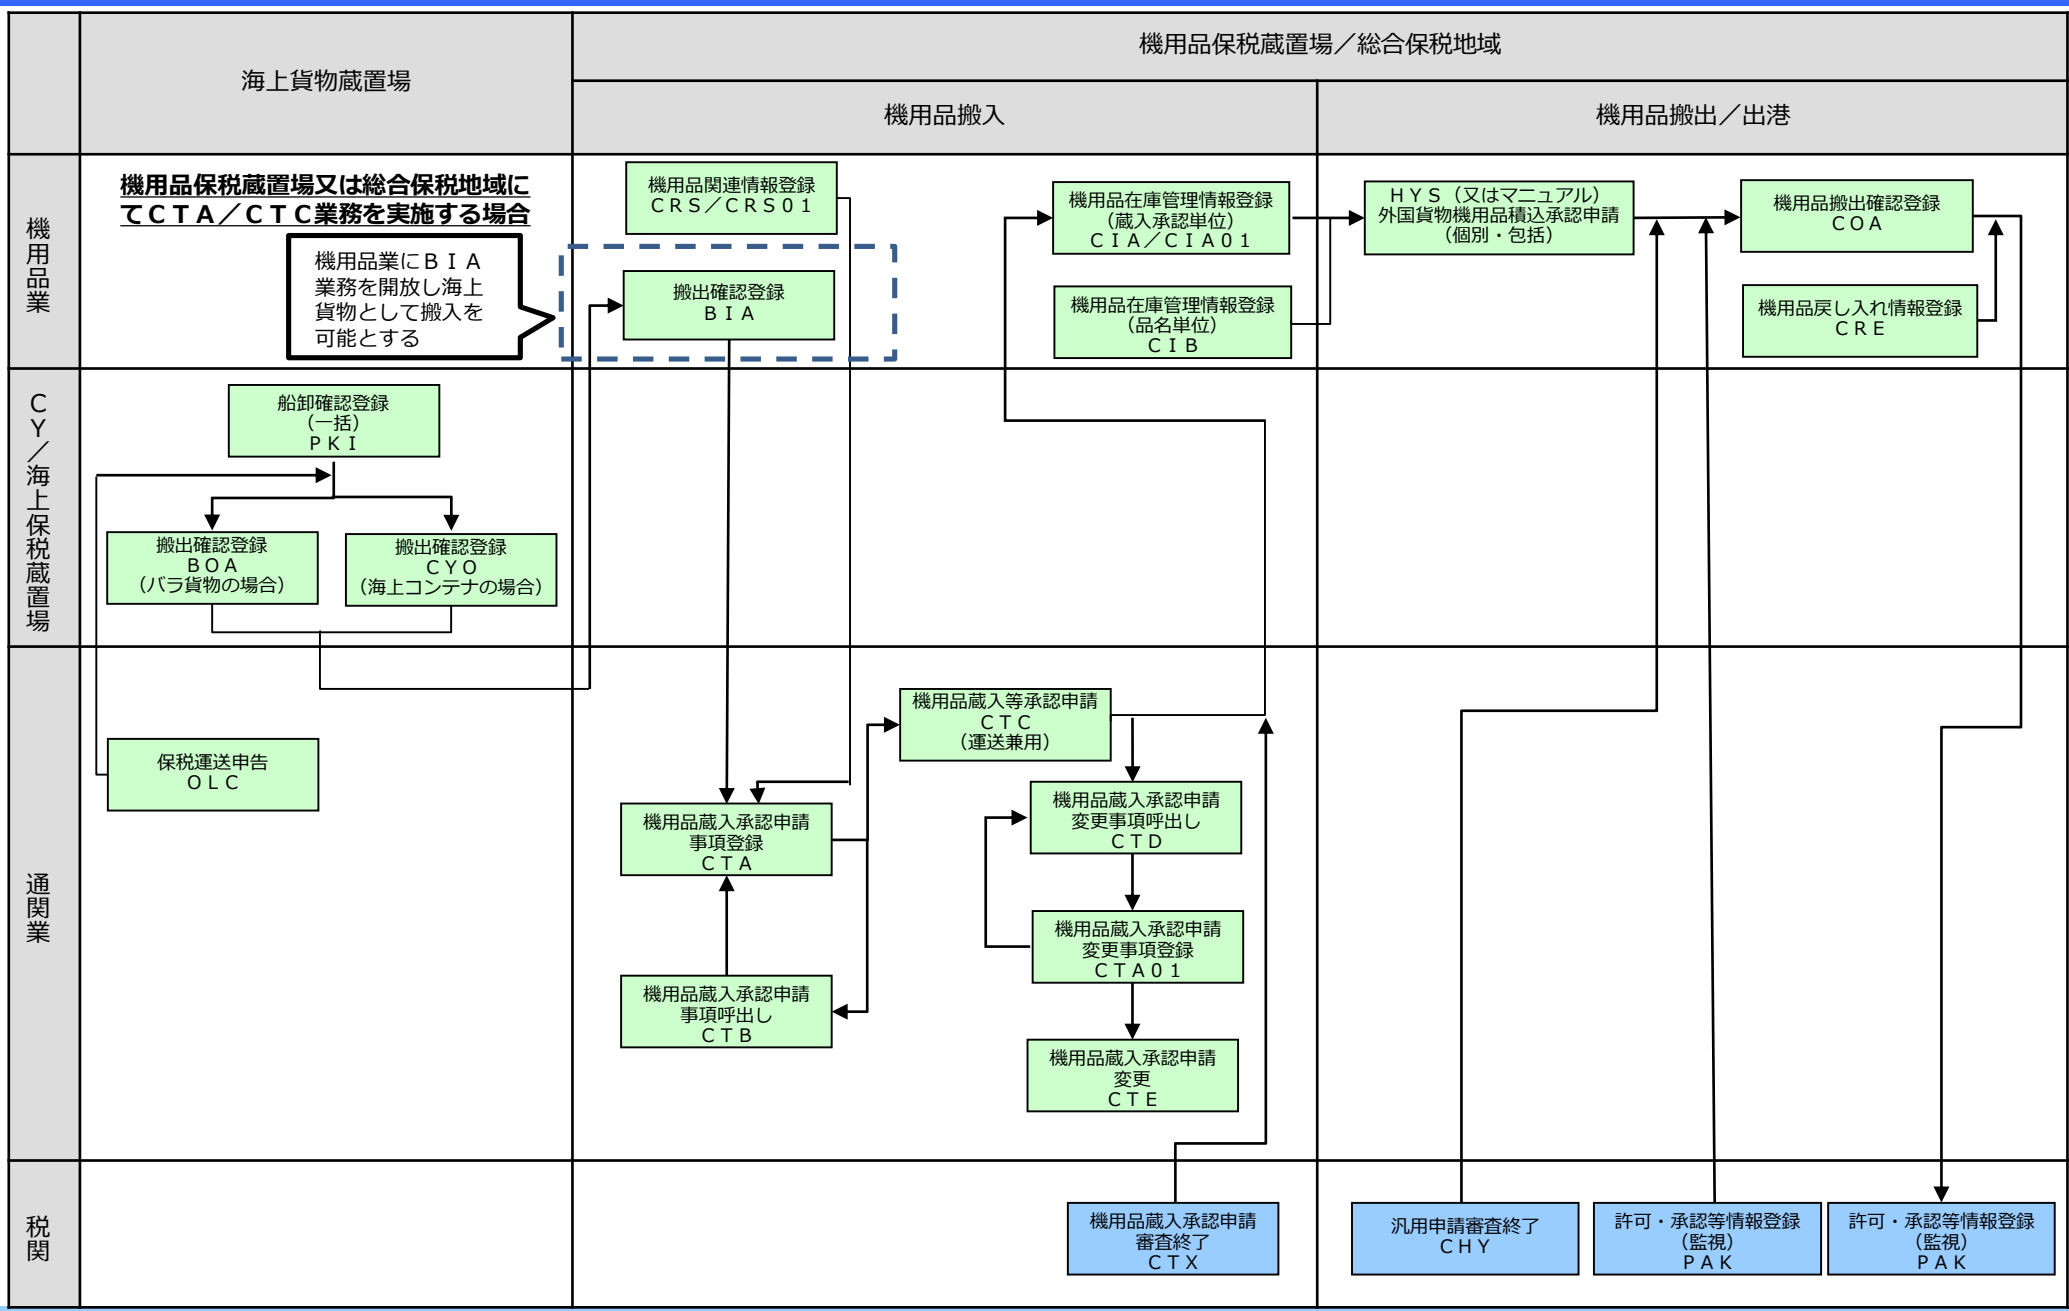 海上貨物蔵置場
機用品保税蔵置場／総合保税地域
機用品搬入
機用品搬出／出港
機用品業
機用品保税蔵置場又は総合保税地域に
てＣＴＡ／ＣＴＣ業務を実施する場合
機用品業にＢＩＡ
業務を開放し海上
貨物として搬入を
可能とする
機用品関連情報登録
ＣＲＳ／ＣＲＳ０１
搬出確認登録
ＢＩＡ
機用品在庫管理情報登録
（蔵入承認単位）
ＣＩＡ／ＣＩＡ０１
機用品在庫管理情報登録
（品名単位）
ＣＩＢ
ＨＹＳ（又はマニュアル）
外国貨物機用品積込承認申請
（個別・包括）
機用品搬出確認登録
ＣＯＡ
機用品戻し入れ情報登録
ＣＲＥ
ＣＹ／海上保税蔵置場
船卸確認登録
（一括）
ＰＫＩ
搬出確認登録
ＢＯＡ
（バラ貨物の場合）
搬出確認登録
ＣＹＯ
（海上コンテナの場合）
通関業
保税運送申告
ＯＬＣ
機用品蔵入承認申請
事項登録
ＣＴＡ
機用品蔵入承認申請
事項呼出し
ＣＴＢ
機用品蔵入等承認申請
ＣＴＣ
（運送兼用）
機用品蔵入承認申請
変更事項呼出し
ＣＴＤ
機用品蔵入承認申請
変更事項登録
ＣＴＡ０１
機用品蔵入承認申請
変更
ＣＴＥ
税関
機用品蔵入承認申請
審査終了
ＣＴＸ
汎用申請審査終了
ＣＨＹ
許可・承認等情報登録
（監視）
ＰＡＫ
許可・承認等情報登録
（監視）
ＰＡＫ